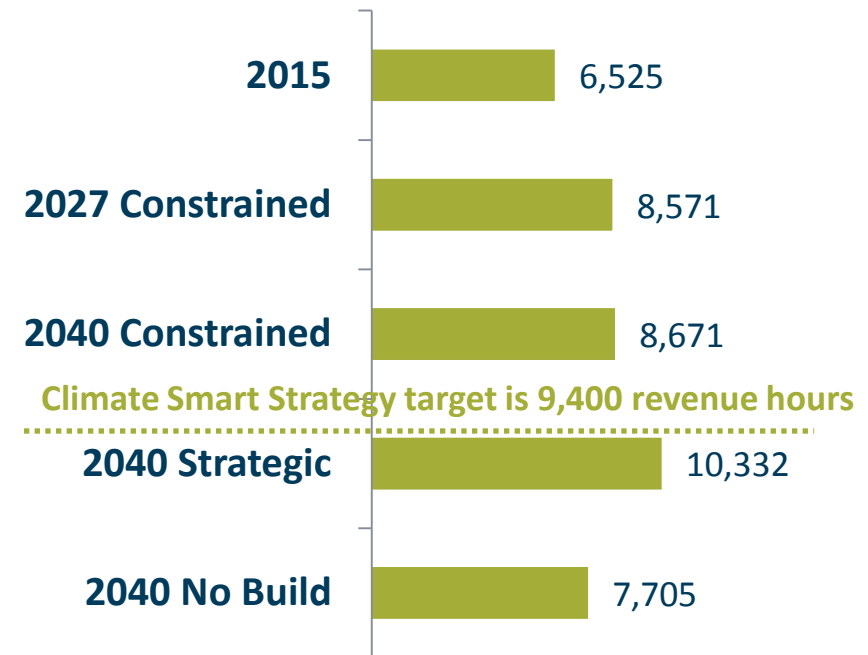 2015 6,525
2027 Constrained 8,571
2040 Constrained 8,671
Climate Smart Strategy target is 9,400 revenue hours
2040 Strategic 10,332
2040 No Build 7,705